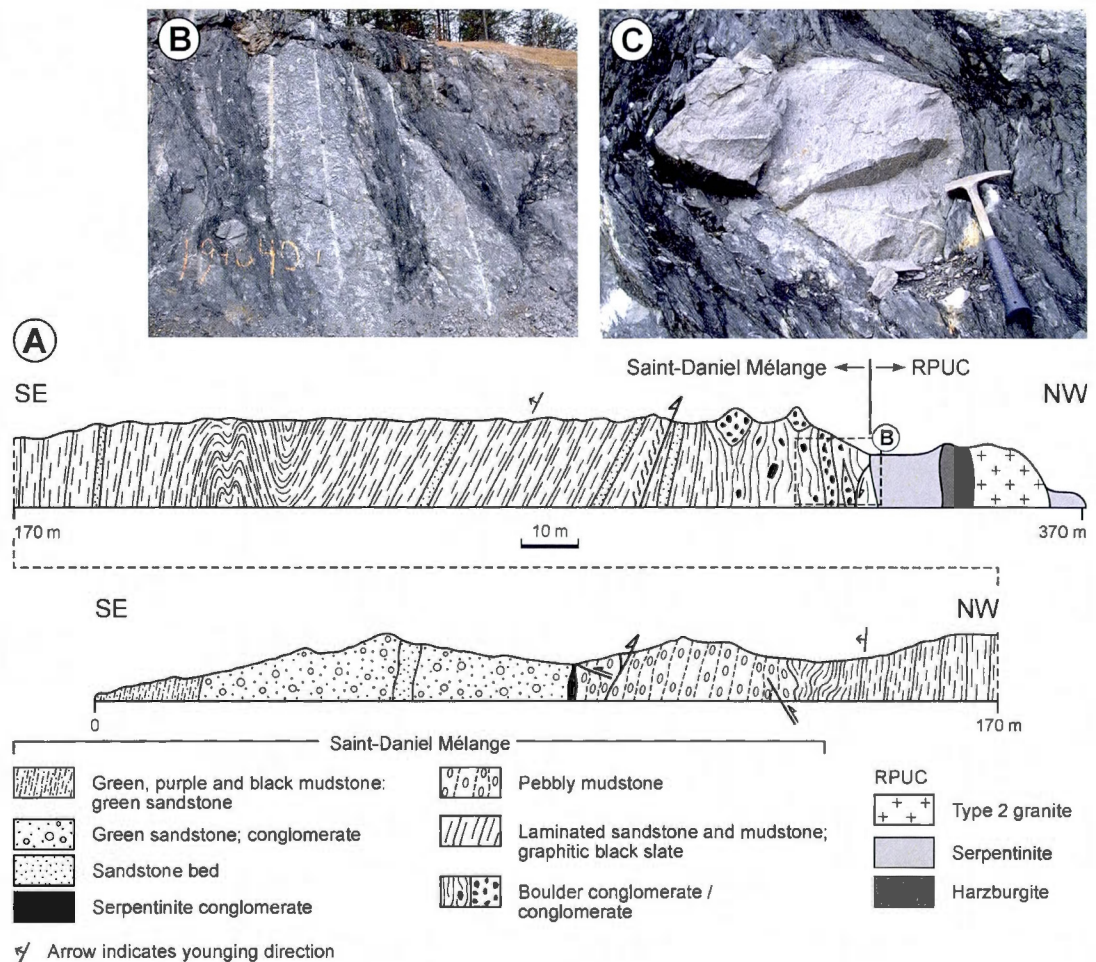 B
C
A
Saint-Daniel Mélange
RPUC
SE
NW
B
170 m
10 m
370 m
SE
NW
0
170 m
Saint-Daniel Mélange
Green, purple and black mudstone:
green sandstone
Green sandstone; conglomerate
Sandstone bed
Serpentinite conglomerate
Pebbly mudstone
Laminated sandstone and mudstone;
graphitic black slate
Boulder conglomerate /
conglomerate
RPUC
Type 2 granite
Serpentinite
Harzburgite
Arrow indicates younging direction